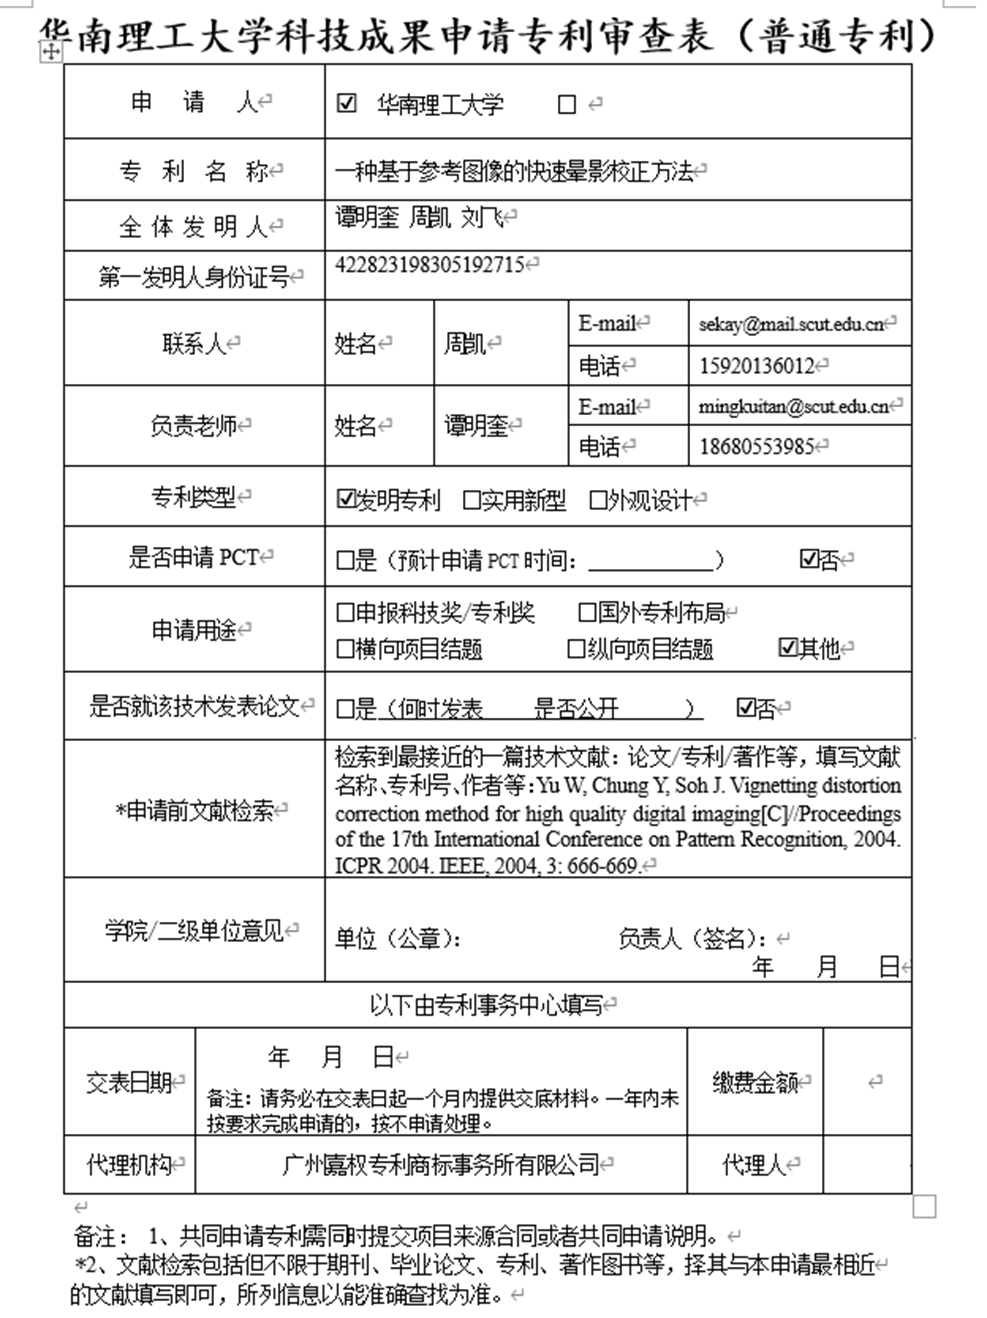 华南理工大学科技成果申请专利审查表（普通专利）
申 请 人 ☑ 华南理工大学 □
专 利 名 称 一种基于参考图像的快速晕影校正方法
全 体 发 明 人 谭明奎 周凯 刘飞
第一发明人身份证号 422823198305192715
联系人 姓名 周凯 E-mail sekay@mail.scut.edu.cn
电话 15920136012
负责老师 姓名 谭明奎 E-mail mingkuitan@scut.edu.cn
电话 18680553985
专利类型 ☑发明专利 □实用新型 □外观设计
是否申请 PCT □是（预计申请 PCT 时间：__________） ☑否
申请用途 □申报科技奖/专利奖 □国外专利布局
□横向项目结题 □纵向项目结题 ☑其他
是否就该技术发表论文 □是（何时发表 是否公开 ） ☑否
*申请前文献检索 检索到最接近的一篇技术文献：论文/专利/著作等，填写文献
名称、专利号、作者等：Yu W, Chung Y, Soh J. Vignetting distortion
correction method for high quality digital imaging[C]//Proceedings
of the 17th International Conference on Pattern Recognition, 2004.
ICPR 2004. IEEE, 2004, 3: 666-669.
学院/二级单位意见 单位（公章）： 负责人（签名）：
年 月 日
以下由专利事务中心填写
交表日期 年 月 日 缴费金额
备注：请务必在交表日起一个月内提供交底材料。一年内未
按要求完成申请的，按不申请处理。
代理机构 广州嘉权专利商标事务所有限公司 代理人
备注： 1、共同申请专利需同时提交项目来源合同或者共同申请说明。
*2、文献检索包括但不限于期刊、毕业论文、专利、著作图书等，择其与本申请最相近
的文献填写即可，所列信息以能准确查找为准。